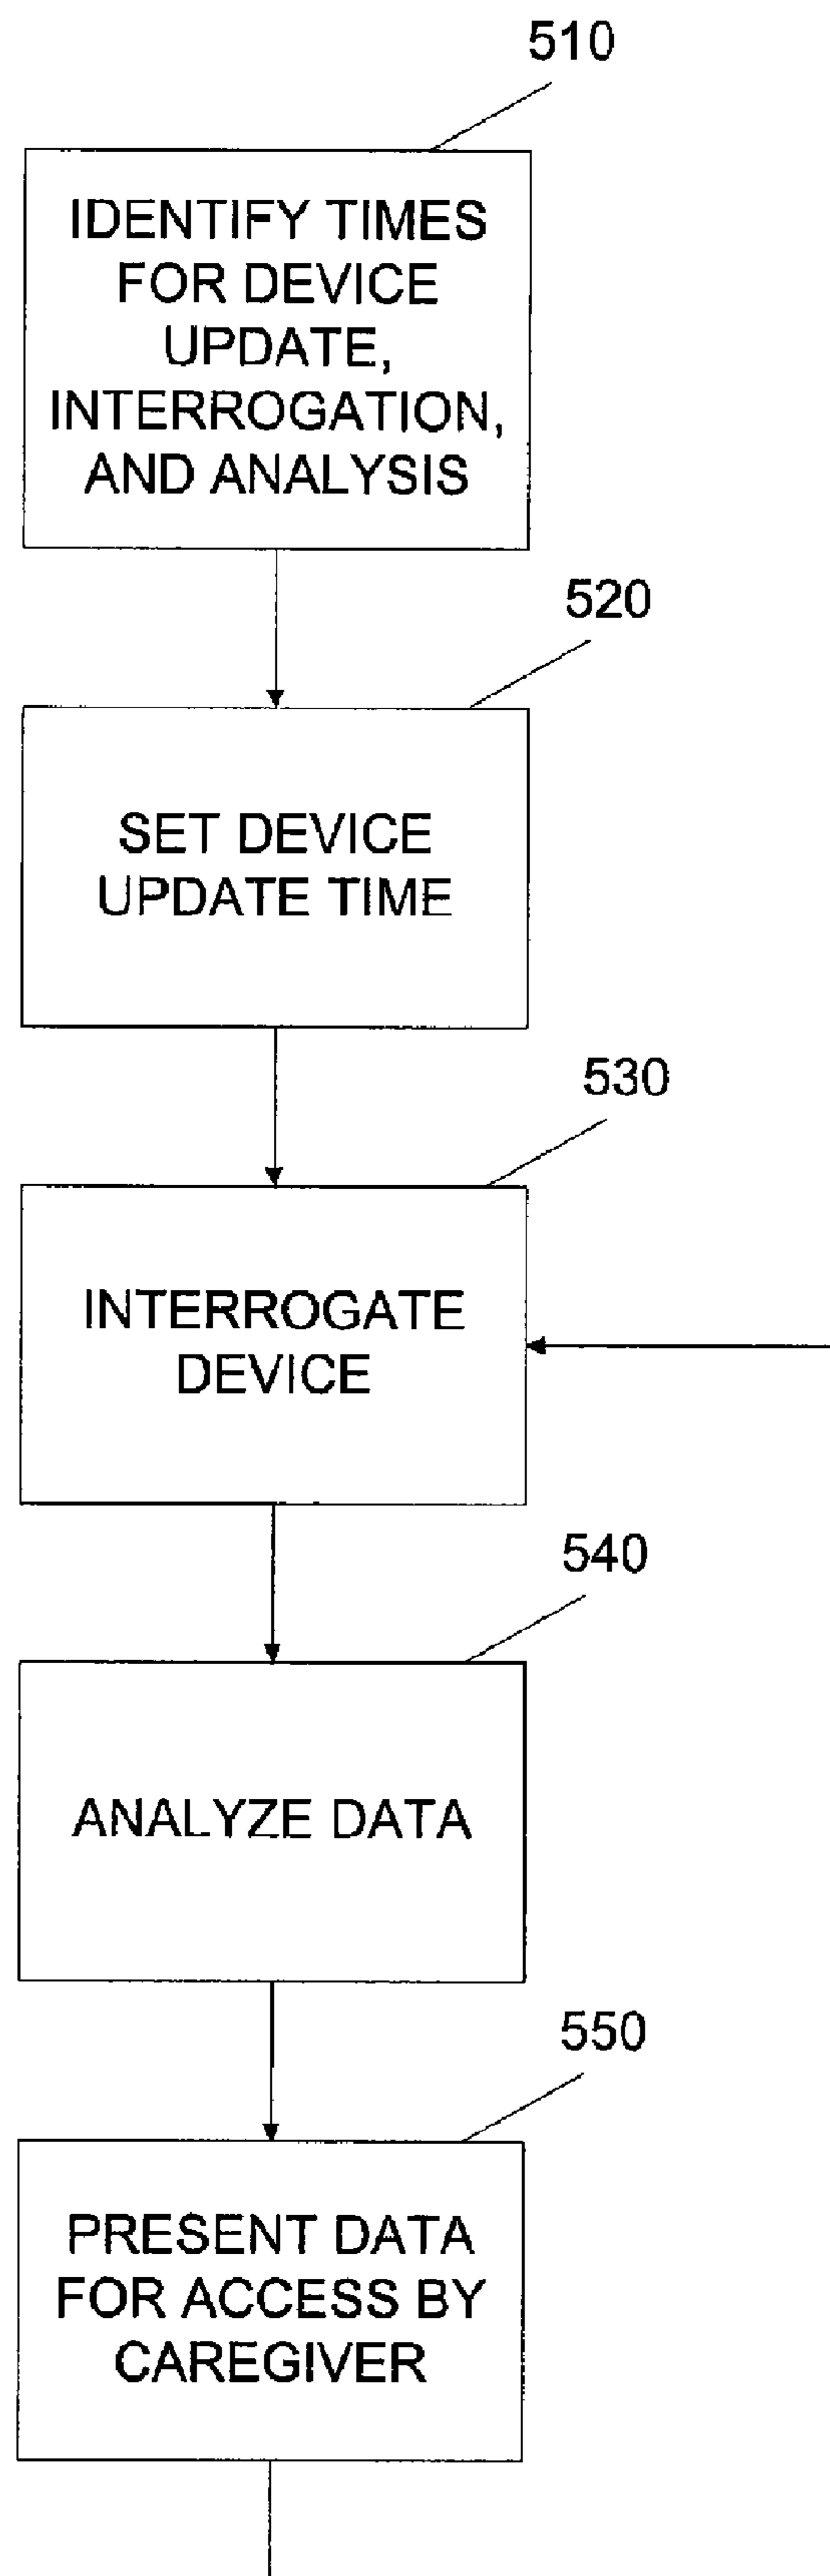 510
IDENTIFY TIMES
FOR DEVICE
UPDATE,
INTERROGATION,
AND ANALYSIS
520
SET DEVICE
UPDATE TIME
530
INTERROGATE
DEVICE
540
ANALYZE DATA
550
PRESENT DATA
FOR ACCESS BY
CAREGIVER